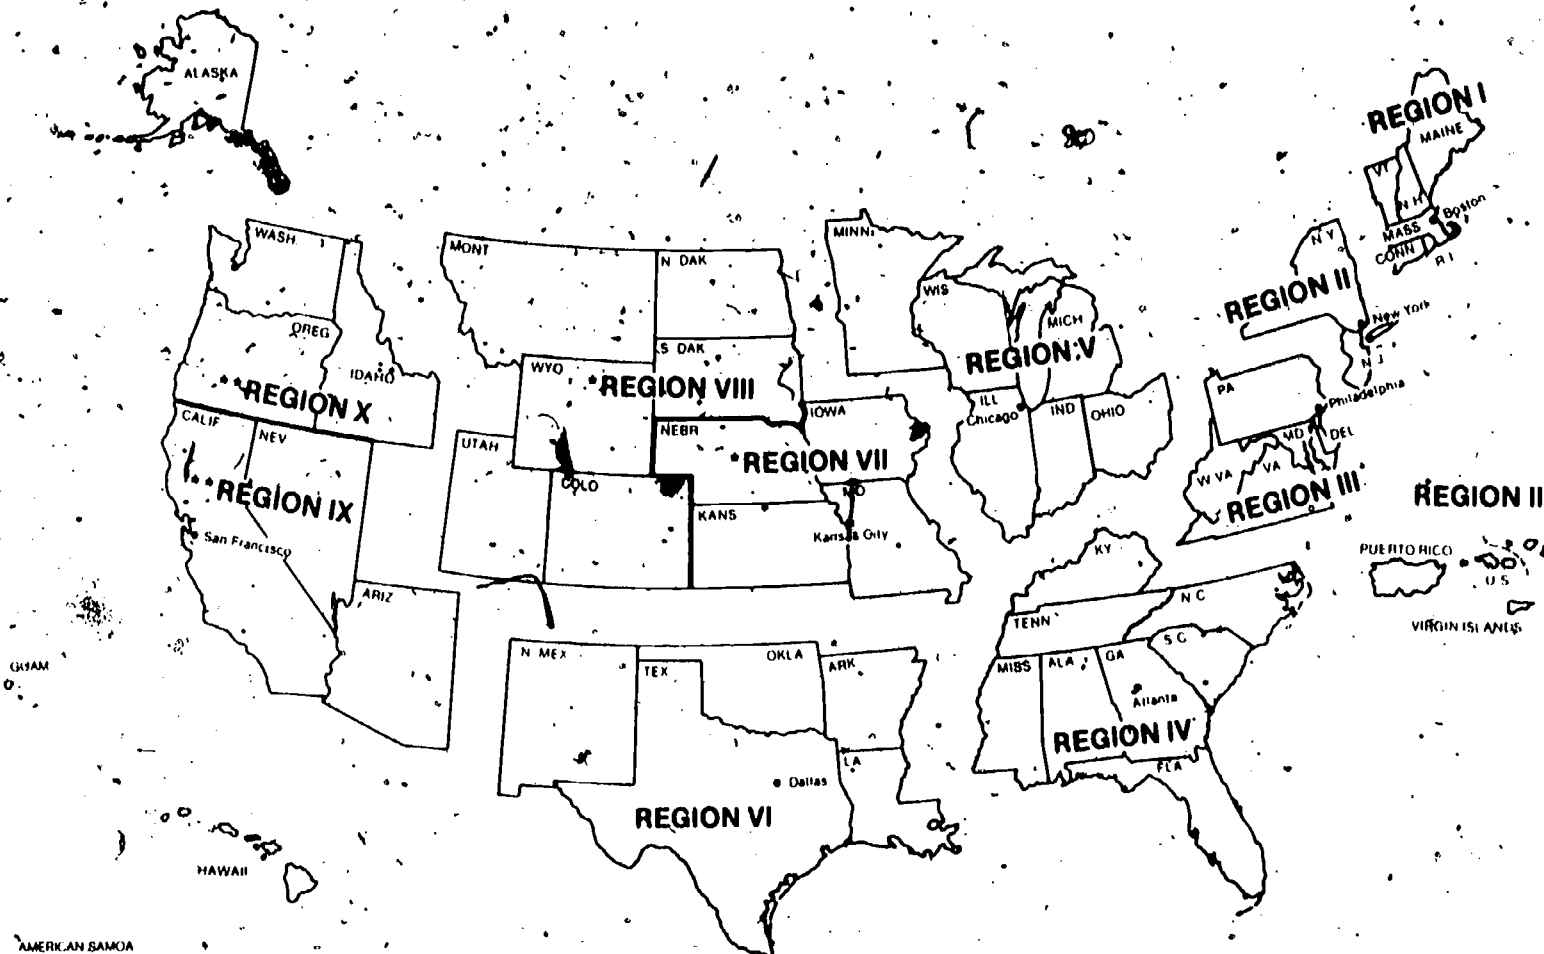 ALASKA
REGION I
MAINE
VT
N H
Boston
MASS
CONN
R I
WASH.
MONT
N DAK
MINN.
N Y
WIS
REGION II
MICH
New York
OREG
S DAK
REGION V
N J
IDAHO
WYO
*REGION VIII
PA
**REGION X
ILL
Chicago
IND
OHIO
Philadelphia
IOWA
CALIF
NEV
UTAH
NEBR
*REGION VII
MD
DEL
W VA
VA
REGION III
**REGION IX
COLO
MO
REGION II
KANS
Kansas City
San Francisco
KY
PUERTO RICO
U S
VIRGIN ISLANDS
ARIZ
N C
TENN
S C
GUAM
N MEX
TEX
OKLA
ARK
MISS
ALA
GA
Atlanta
REGION IV
LA
FLA
Dallas
REGION VI
HAWAII
AMERICAN SAMOA